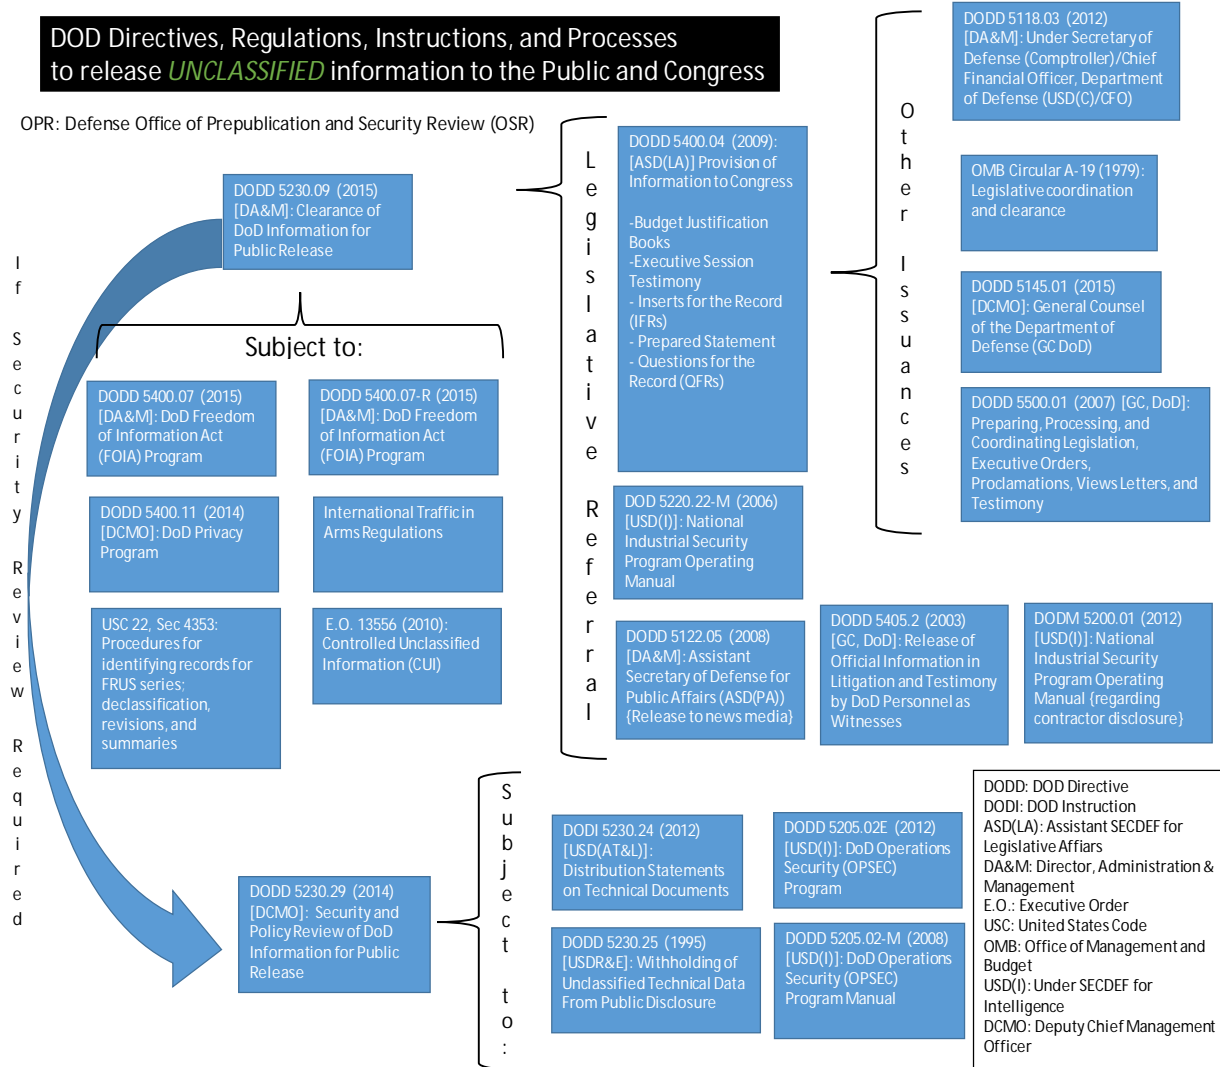 DOD Directives, Regulations, Instructions, and Processes
to release UNCLASSIFIED information to the Public and Congress
OPR: Defense Office of Prepublication and Security Review (OSR)
If Security Review Required
DODD 5230.09 (2015)
[DA&M]: Clearance of
DoD Information for
Public Release
Subject to:
DODD 5400.07 (2015)
[DA&M]: DoD Freedom
of Information Act
(FOIA) Program
DODD 5400.07-R (2015)
[DA&M]: DoD Freedom
of Information Act
(FOIA) Program
DODD 5400.11 (2014)
[DCMO]: DoD Privacy
Program
International Traffic in
Arms Regulations
USC 22, Sec 4353:
Procedures for
identifying records for
FRUS series;
declassification,
revisions, and
summaries
E.O. 13556 (2010):
Controlled Unclassified
Information (CUI)
Legislative Referral
DODD 5400.04 (2009):
[ASD(LA)] Provision of
Information to Congress
-Budget Justification
Books
-Executive Session
Testimony
- Inserts for the Record
(IFRs)
- Prepared Statement
- Questions for the
Record (QFRs)
DOD 5220.22-M (2006)
[USD(I)]: National
Industrial Security
Program Operating
Manual
DODD 5122.05 (2008)
[DA&M]: Assistant
Secretary of Defense for
Public Affairs (ASD(PA))
{Release to news media}
DODD 5405.2 (2003)
[GC, DoD]: Release of
Official Information in
Litigation and Testimony
by DoD Personnel as
Witnesses
DODM 5200.01 (2012)
[USD(I)]: National
Industrial Security
Program Operating
Manual {regarding
contractor disclosure}
Other Issuances
DODD 5118.03 (2012)
[DA&M]: Under Secretary of
Defense (Comptroller)/Chief
Financial Officer, Department
of Defense (USD(C)/CFO)
OMB Circular A-19 (1979):
Legislative coordination
and clearance
DODD 5145.01 (2015)
[DCMO]: General Counsel
of the Department of
Defense (GC DoD)
DODD 5500.01 (2007) [GC, DoD]:
Preparing, Processing, and
Coordinating Legislation,
Executive Orders,
Proclamations, Views Letters, and
Testimony
DODD 5230.29 (2014)
[DCMO]: Security and
Policy Review of DoD
Information for Public
Release
Subject to:
DODI 5230.24 (2012)
[USD(AT&L)]:
Distribution Statements
on Technical Documents
DODD 5205.02E (2012)
[USD(I)]: DoD Operations
Security (OPSEC)
Program
DODD 5230.25 (1995)
[USDR&E]: Withholding of
Unclassified Technical Data
From Public Disclosure
DODD 5205.02-M (2008)
[USD(I)]: DoD Operations
Security (OPSEC)
Program Manual
DODD: DOD Directive
DODI: DOD Instruction
ASD(LA): Assistant SECDEF for
Legislative Affiars
DA&M: Director, Administration &
Management
E.O.: Executive Order
USC: United States Code
OMB: Office of Management and
Budget
USD(I): Under SECDEF for
Intelligence
DCMO: Deputy Chief Management
Officer